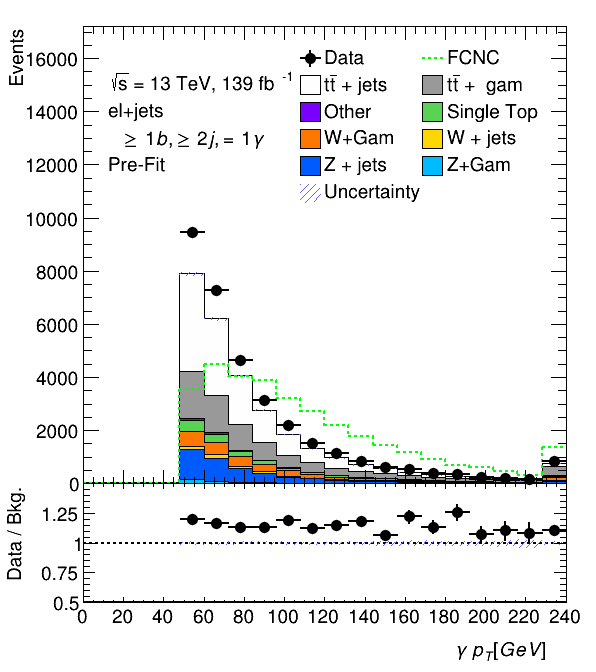 Events
16000
14000
12000
10000
8000
6000
4000
2000
0
√s = 13 TeV, 139 fb -1
el+jets
≥ 1b, ≥ 2j, = 1γ
Pre-Fit
Data
FCNC
tt̄ + jets
tt̄ + gam
Other
Single Top
W+Gam
W + jets
Z + jets
Z+Gam
Uncertainty
Data / Bkg.
1.25
1
0.75
0.5
0 20 40 60 80 100 120 140 160 180 200 220 240
γ p_T[GeV]